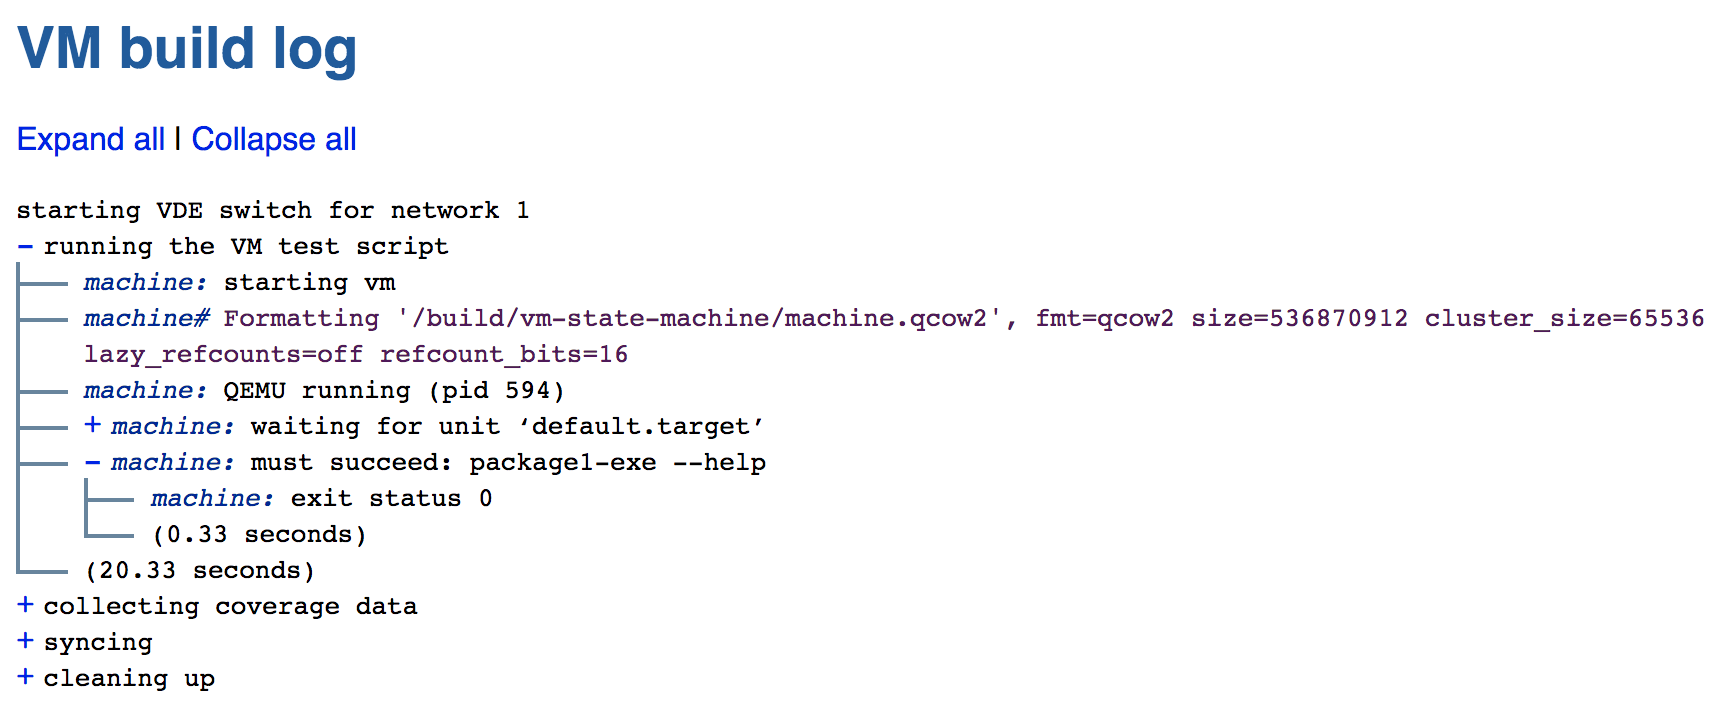 VM build log
Expand all | Collapse all
starting VDE switch for network 1
- running the VM test script
machine: starting vm
machine# Formatting '/build/vm-state-machine/machine.qcow2', fmt=qcow2 size=536870912 cluster_size=65536
lazy_refcounts=off refcount_bits=16
machine: QEMU running (pid 594)
+ machine: waiting for unit ‘default.target’
- machine: must succeed: package1-exe --help
machine: exit status 0
(0.33 seconds)
(20.33 seconds)
+ collecting coverage data
+ syncing
+ cleaning up